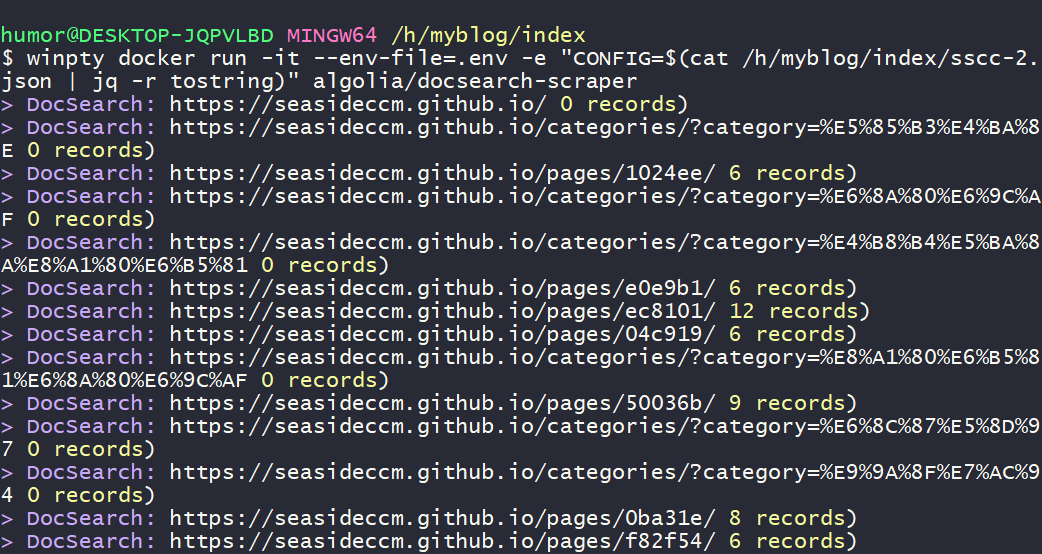 humor@DESKTOP-JQPVLBD MINGW64 /h/myblog/index
$ winpty docker run -it --env-file=.env -e "CONFIG=$(cat /h/myblog/index/sscc-2.
json | jq -r tostring)" algolia/docsearch-scraper
> DocSearch: https://seasideccm.github.io/ 0 records)
> DocSearch: https://seasideccm.github.io/categories/?category=%E5%85%B3%E4%BA%8
E 0 records)
> DocSearch: https://seasideccm.github.io/pages/1024ee/ 6 records)
> DocSearch: https://seasideccm.github.io/categories/?category=%E6%8A%80%E6%9C%A
F 0 records)
> DocSearch: https://seasideccm.github.io/categories/?category=%E4%B8%B4%E5%BA%8
A%E8%A1%80%E6%B5%81 0 records)
> DocSearch: https://seasideccm.github.io/pages/e0e9b1/ 6 records)
> DocSearch: https://seasideccm.github.io/pages/ec8101/ 12 records)
> DocSearch: https://seasideccm.github.io/pages/04c919/ 6 records)
> DocSearch: https://seasideccm.github.io/categories/?category=%E8%A1%80%E6%B5%8
1%E6%8A%80%E6%9C%AF 0 records)
> DocSearch: https://seasideccm.github.io/pages/50036b/ 9 records)
> DocSearch: https://seasideccm.github.io/categories/?category=%E6%8C%87%E5%8D%9
7 0 records)
> DocSearch: https://seasideccm.github.io/categories/?category=%E9%9A%8F%E7%AC%9
4 0 records)
> DocSearch: https://seasideccm.github.io/pages/0ba31e/ 8 records)
> DocSearch: https://seasideccm.github.io/pages/f82f54/ 6 records)